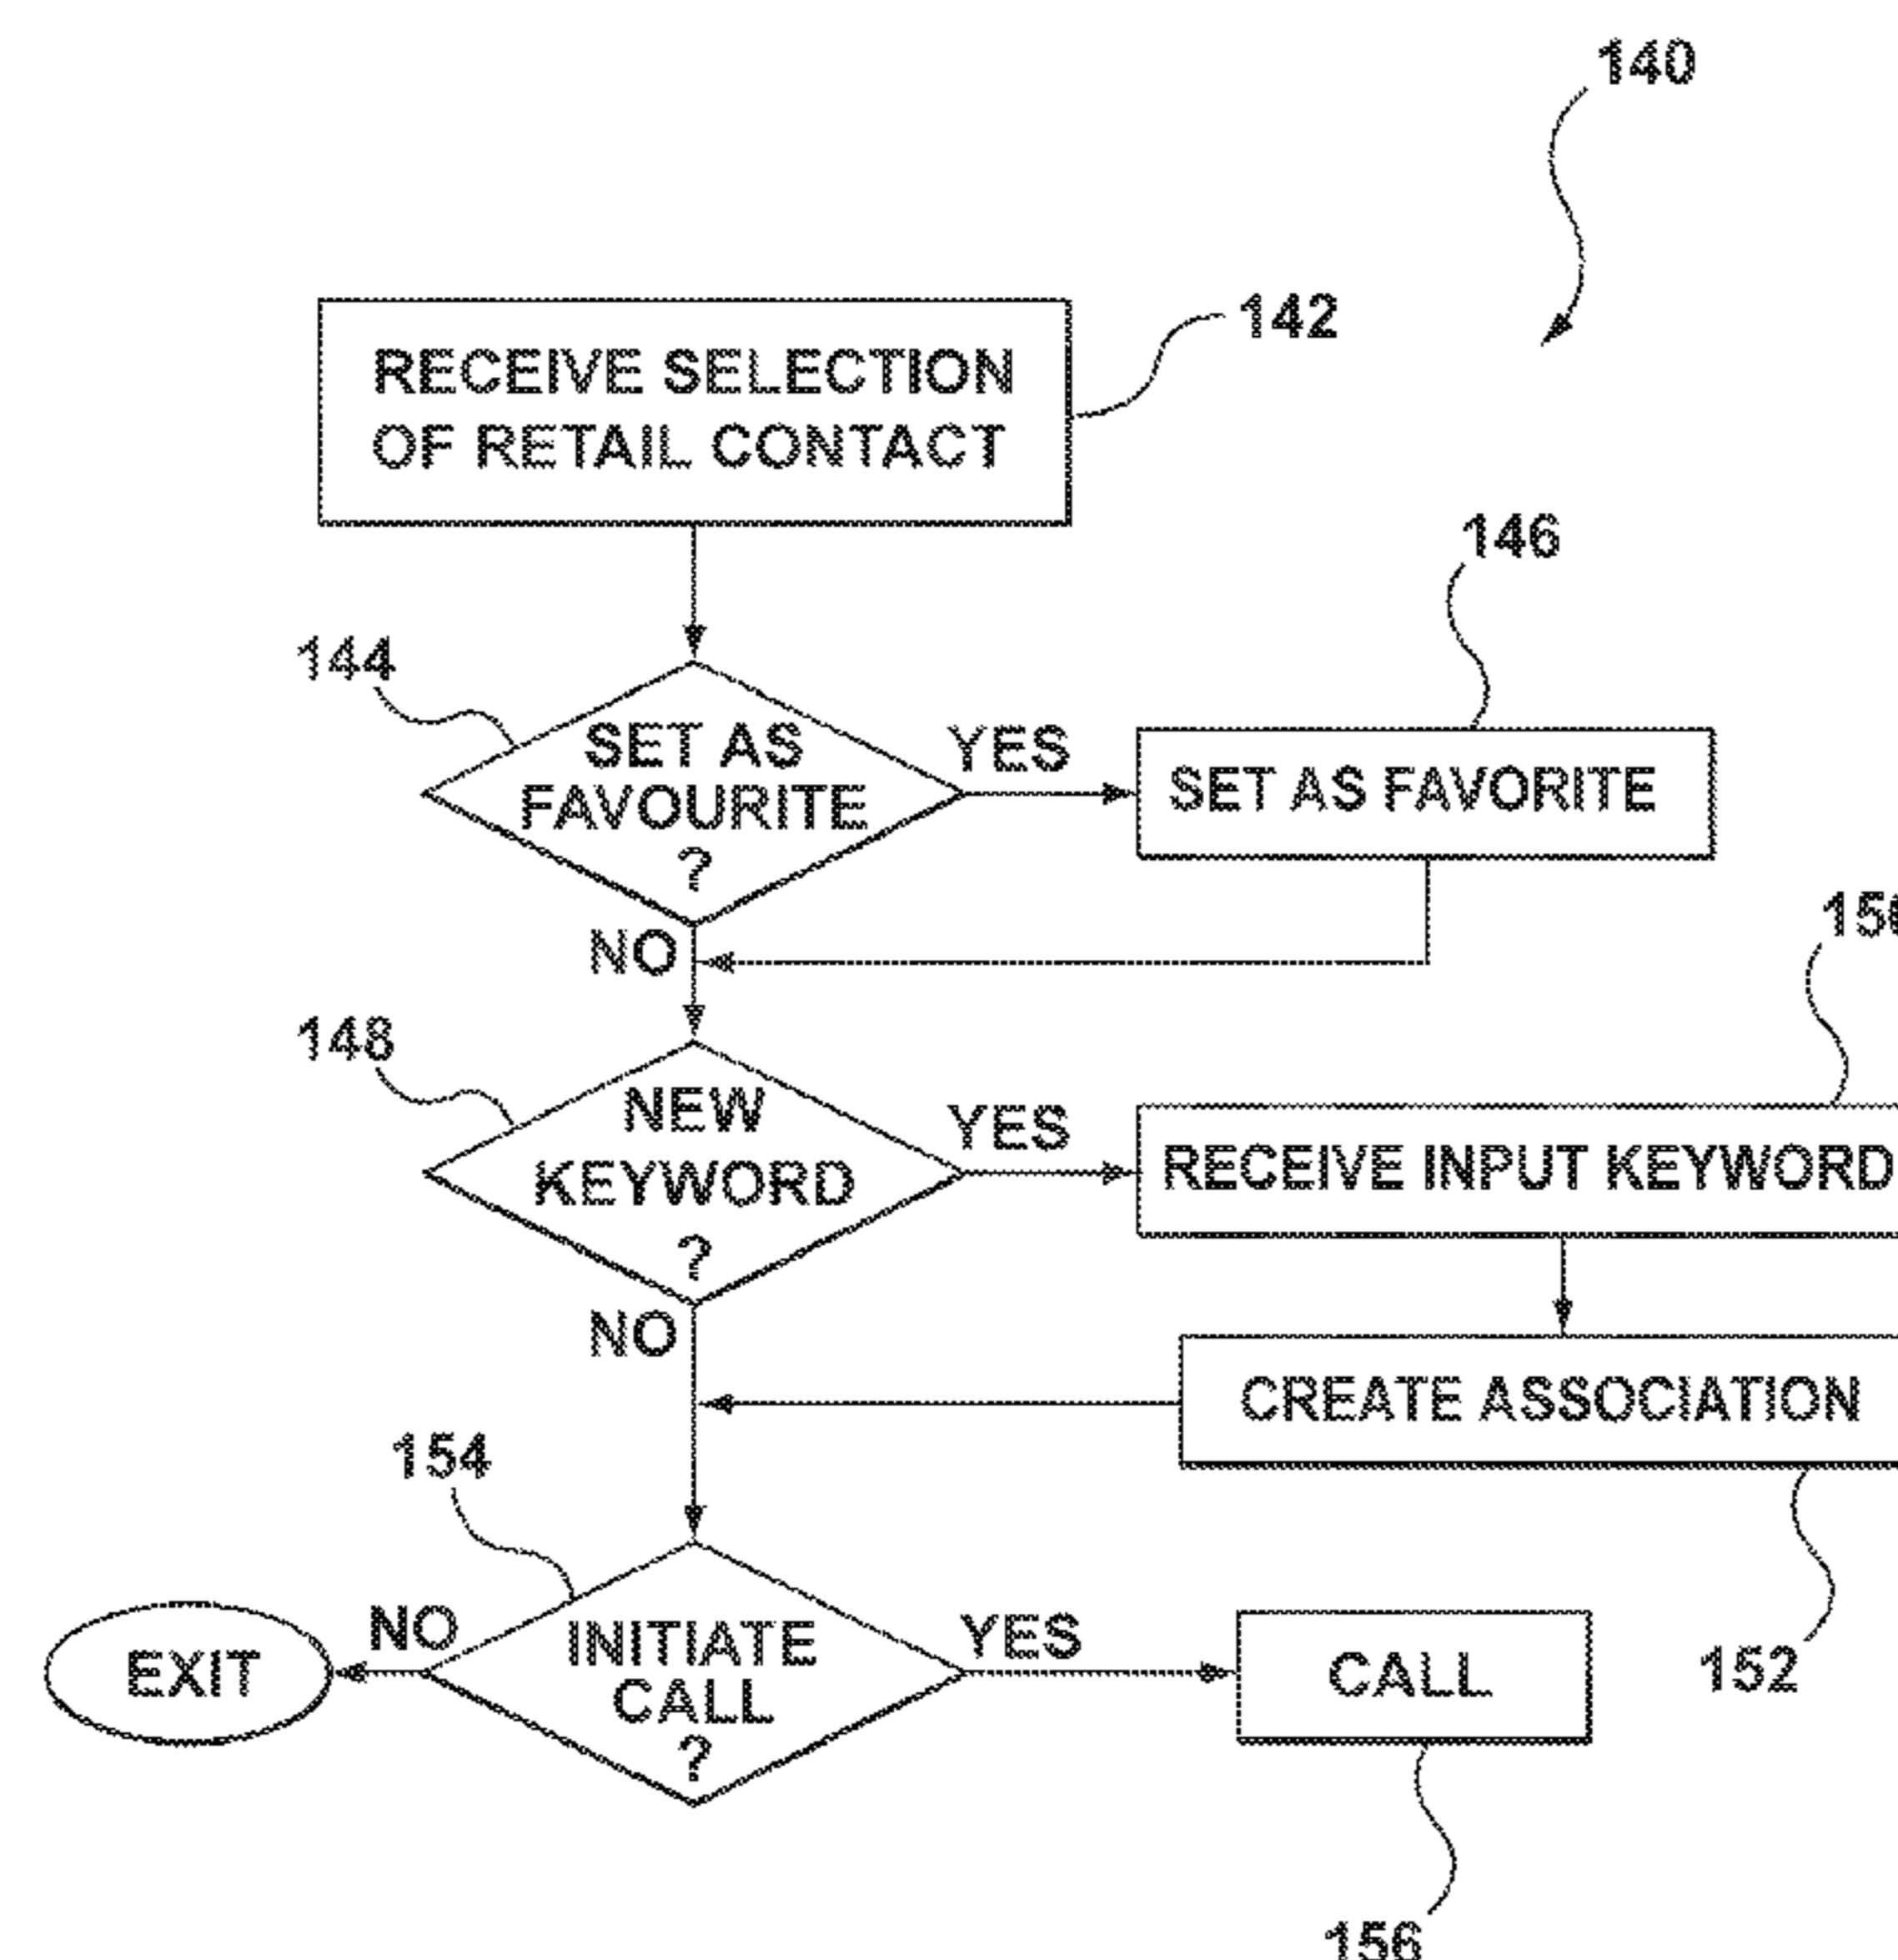 140
RECEIVE SELECTION
OF RETAIL CONTACT
142
144
SET AS
FAVOURITE
?
YES
146
SET AS FAVORITE
NO
148
NEW
KEYWORD
?
YES
RECEIVE INPUT KEYWORD
NO
CREATE ASSOCIATION
152
154
INITIATE
CALL
?
NO
EXIT
YES
CALL
156